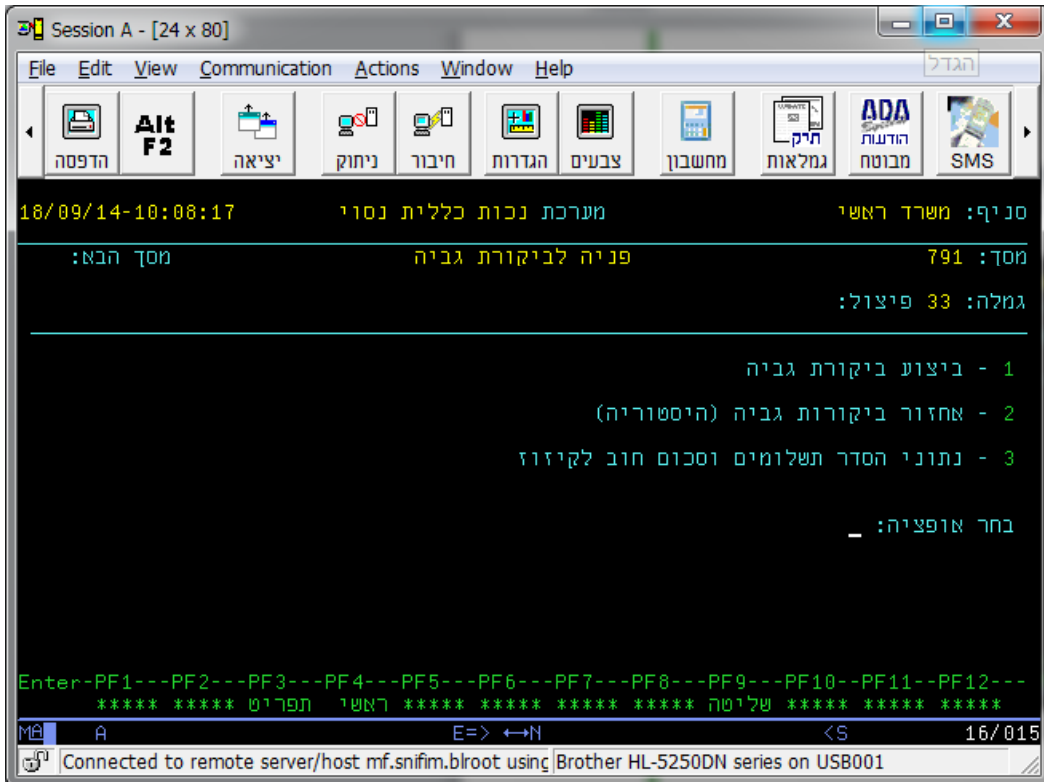 Session A - [24 x 80]
File Edit View Communication Actions Window Help
הגדל
הדפסה
Alt F2
יציאה
ניתוק
חיבור
הגדרות
צבעים
מחשבון
UPDATE
תיק
גמלאות
ADA
System
הודעות
מבוטח
SMS
סניף: משרד ראשי מערכת נכות כללית נסוי 18/09/14-10:08:17
מסך: 791 פניה לביקורת גביה מסך הבא:
גמלה: 33 פיצול:
1 - ביצוע ביקורת גביה
2 - אחזור ביקורות גביה (היסטוריה)
3 - נתוני הסדר תשלומים וסכום חוב לקיזוז
בחר אופציה: _
Enter-PF1---PF2---PF3---PF4---PF5---PF6---PF7---PF8---PF9---PF10--PF11--PF12---
***** ***** תפריט ראשי ***** ***** ***** ***** שליטה ***** ***** *****
MA A E=> ↔N <S 16/015
Connected to remote server/host mf.snifim.blroot using Brother HL-5250DN series on USB001